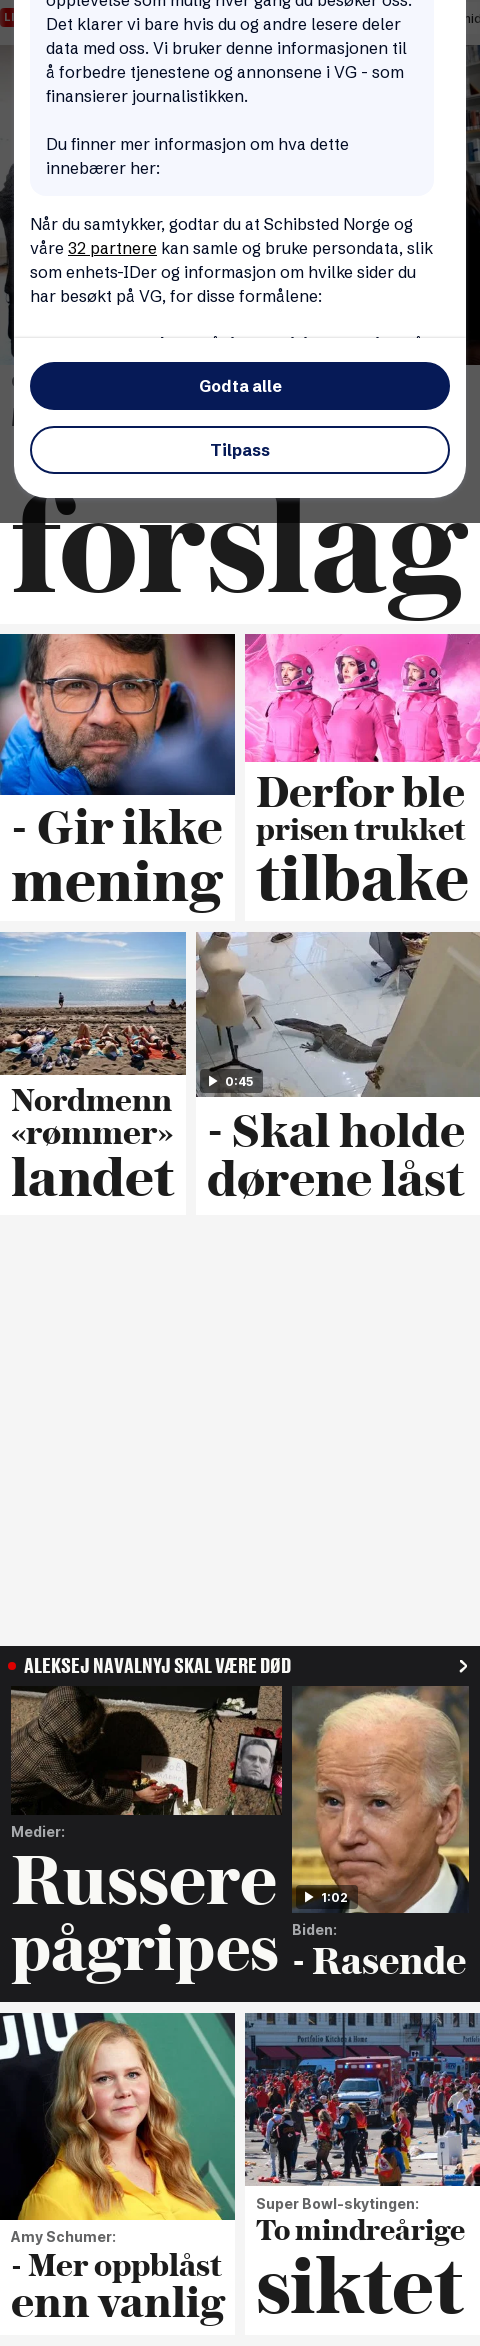 opplevelse som mulig hver gang du besøker oss.
Det klarer vi bare hvis du og andre lesere deler
data med oss. Vi bruker denne informasjonen til
å forbedre tjenestene og annonsene i VG - som
finansierer journalistikken.
Du finner mer informasjon om hva dette
innebærer her:
Når du samtykker, godtar du at Schibsted Norge og
våre 32 partnere kan samle og bruke persondata, slik
som enhets-IDer og informasjon om hvilke sider du
har besøkt på VG, for disse formålene:
Godta alle
Tilpass
forslag
- Gir ikke
mening
Derfor ble
prisen trukket
tilbake
Nordmenn
«rømmer»
landet
0:45
- Skal holde
dørene låst
ALEKSEJ NAVALNYJ SKAL VÆRE DØD
Medier:
Russere
pågripes
1:02
Biden:
- Rasende
Amy Schumer:
- Mer oppblåst
enn vanlig
Portfolio Kitchen & Home
Super Bowl-skytingen:
To mindreårige
siktet